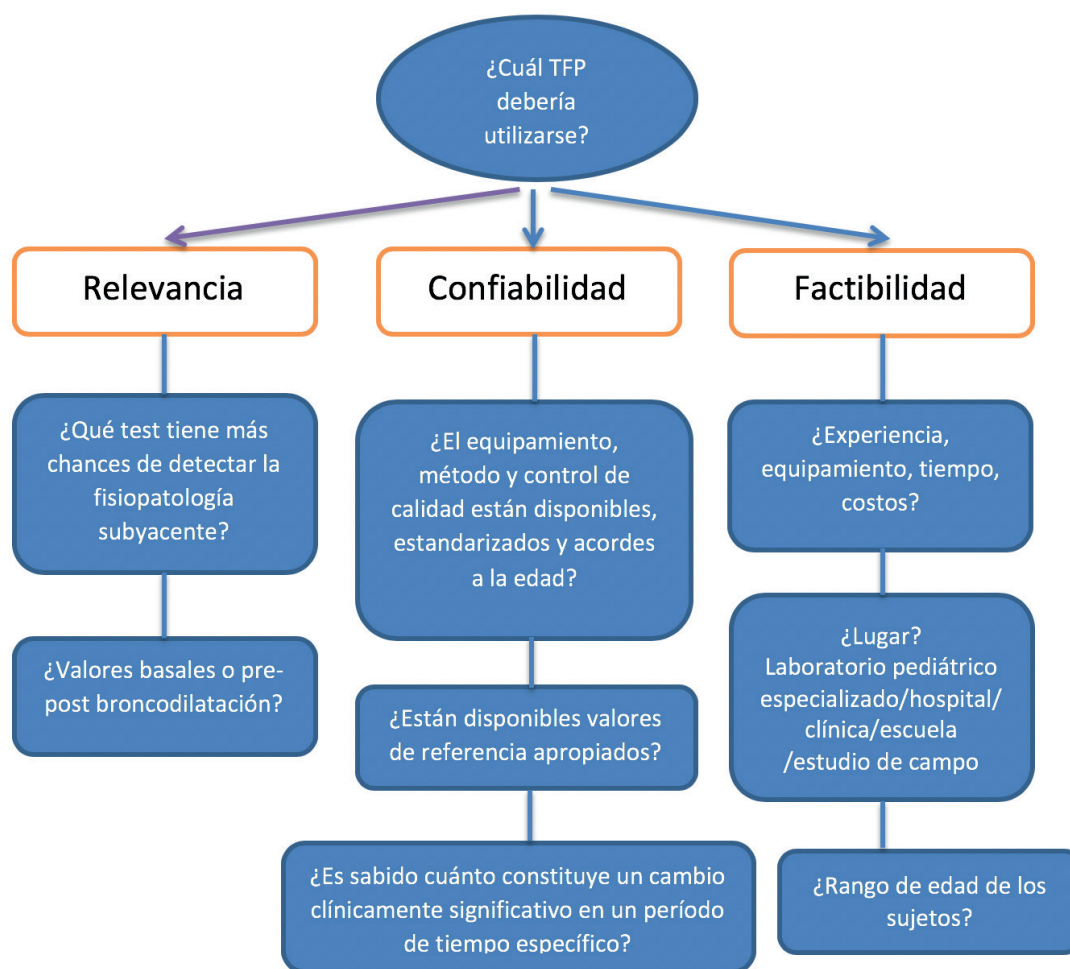 ¿Cuál TFP
debería
utilizarse?
Relevancia
Confiabilidad
Factibilidad
¿Qué test tiene más
chances de detectar la
fisiopatología
subyacente?
¿Valores basales o pre-
post broncodilatación?
¿El equipamiento,
método y control de
calidad están disponibles,
estandarizados y acordes
a la edad?
¿Están disponibles valores
de referencia apropiados?
¿Es sabido cuánto constituye un cambio
clínicamente significativo en un período
de tiempo específico?
¿Experiencia,
equipamiento, tiempo,
costos?
¿Lugar?
Laboratorio pediátrico
especializado/hospital/
clínica/escuela
/estudio de campo
¿Rango de edad de los
sujetos?